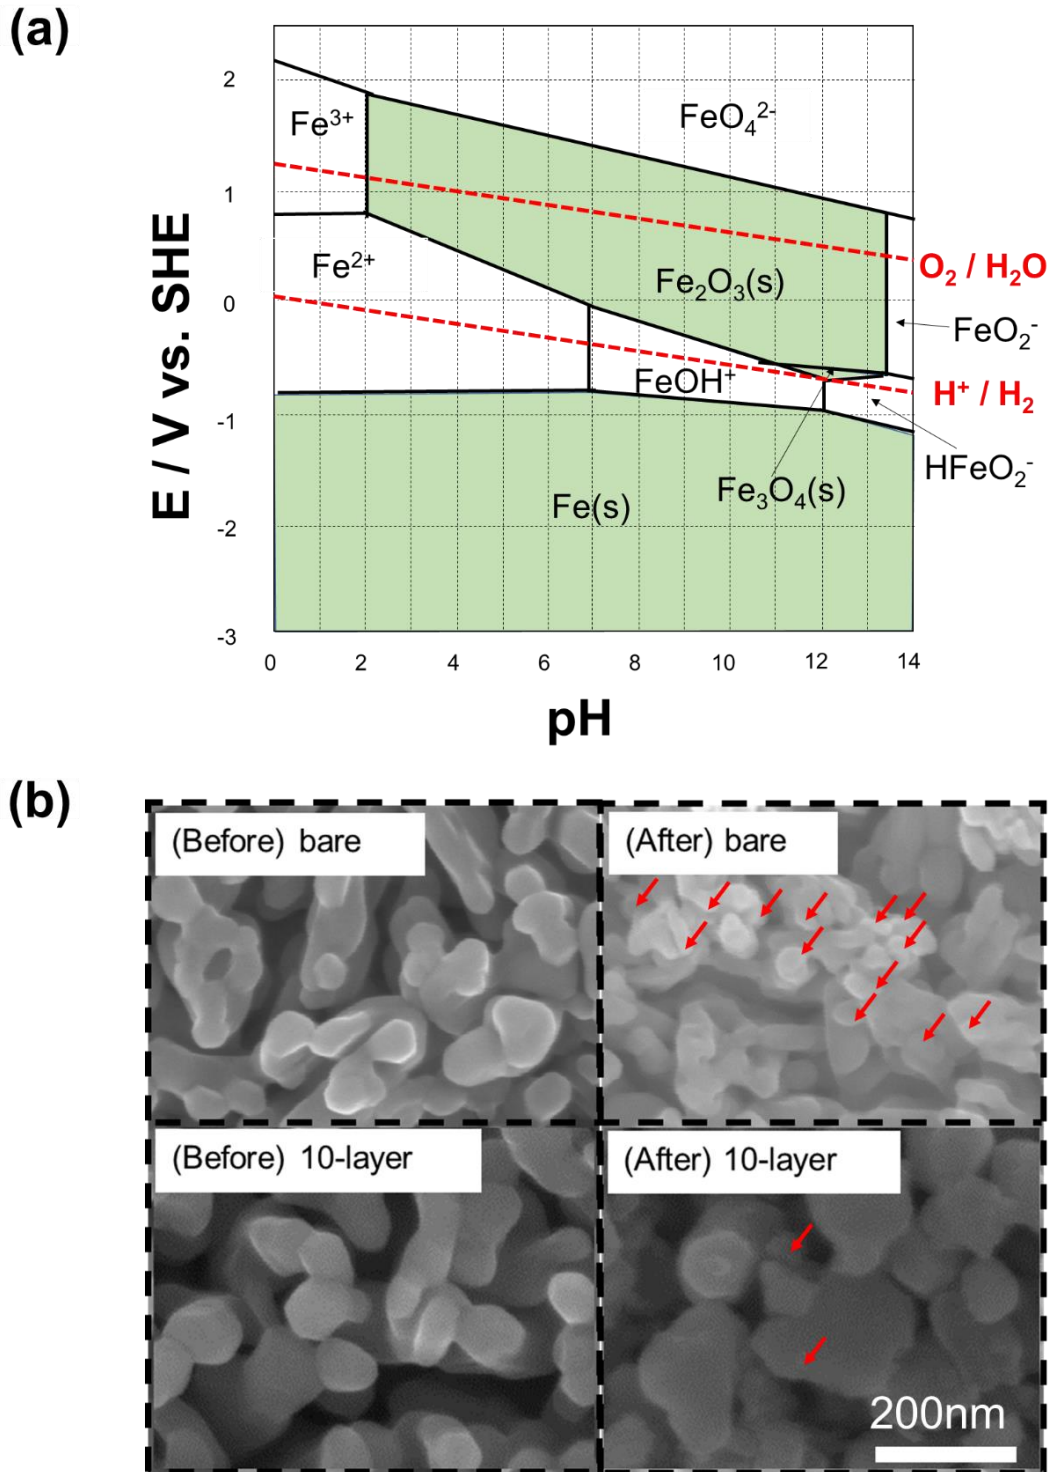 (a)
E / V vs. SHE
2
1
0
-1
-2
-3
Fe³⁺
FeO₄²⁻
Fe²⁺
Fe₂O₃(s)
O₂ / H₂O
FeO₂⁻
FeOH⁺
H⁺ / H₂
HFeO₂⁻
Fe₃O₄(s)
Fe(s)
0 2 4 6 8 10 12 14
pH
(b)
(Before) bare
(After) bare
(Before) 10-layer
(After) 10-layer
200nm